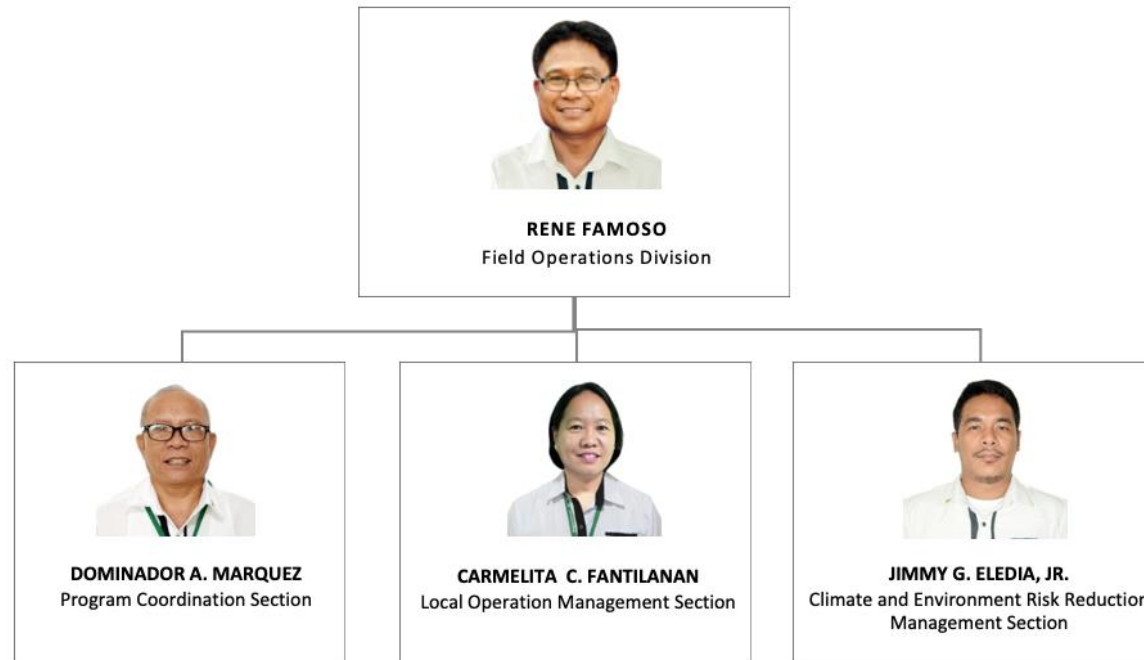 RENE FAMOSO
Field Operations Division
DOMINADOR A. MARQUEZ
Program Coordination Section
CARMELITA C. FANTILANAN
Local Operation Management Section
JIMMY G. ELEDIA, JR.
Climate and Environment Risk Reduction
Management Section